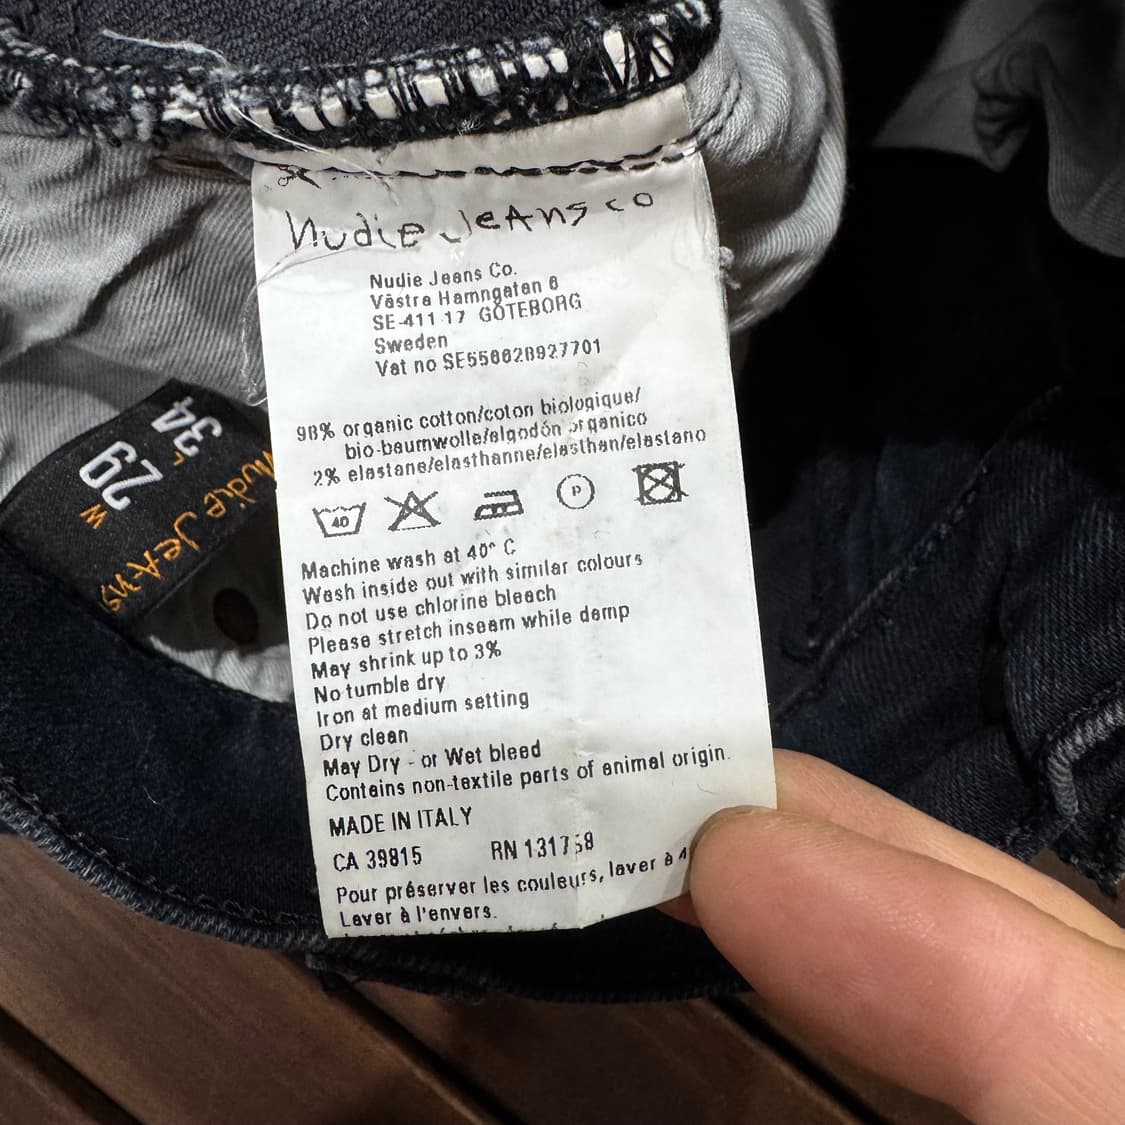 Nudie Jeans co
Nudie Jeans Co.
Västra Hamngatan 6
SE-411 17 GÖTEBORG
Sweden
Vat no SE556628927701
98% organic cotton/coton biologique/
bio-baumwolle/algodón organico
2% elastane/elasthanne/elasthan/elastano
40
P
Machine wash at 40° C
Wash inside out with similar colours
Do not use chlorine bleach
Please stretch inseam while damp
May shrink up to 3%
No tumble dry
Iron at medium setting
Dry clean
May Dry - or Wet bleed
Contains non-textile parts of animal origin.
MADE IN ITALY
CA 39815 RN 131758
Pour préserver les couleurs, laver à 4
Laver à l'envers.
W 29 L 34
Nudie Jeans